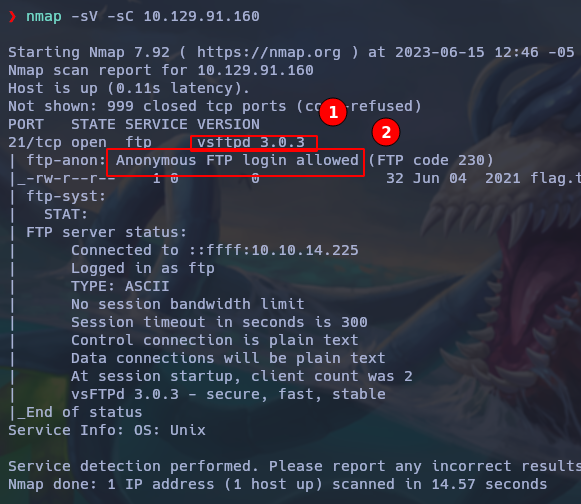 ❯ nmap -sV -sC 10.129.91.160
Starting Nmap 7.92 ( https://nmap.org ) at 2023-06-15 12:46 -05
Nmap scan report for 10.129.91.160
Host is up (0.11s latency).
Not shown: 999 closed tcp ports (co -refused)
1
PORT STATE SERVICE VERSION
2
21/tcp open ftp vsftpd 3.0.3
| ftp-anon: Anonymous FTP login allowed (FTP code 230)
|_-rw-r--r-- 1 0 0 32 Jun 04 2021 flag.t
| ftp-syst:
| STAT:
| FTP server status:
| Connected to ::ffff:10.10.14.225
| Logged in as ftp
| TYPE: ASCII
| No session bandwidth limit
| Session timeout in seconds is 300
| Control connection is plain text
| Data connections will be plain text
| At session startup, client count was 2
| vsFTPd 3.0.3 - secure, fast, stable
|_End of status
Service Info: OS: Unix
Service detection performed. Please report any incorrect results
Nmap done: 1 IP address (1 host up) scanned in 14.57 seconds